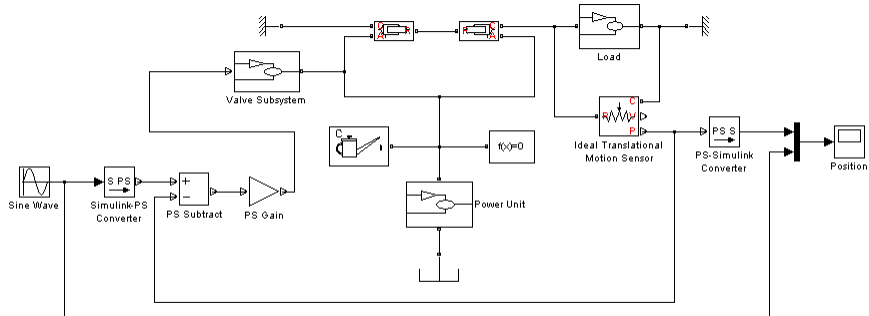 C
R
A
C
R
A
Load
Valve Subsystem
C
R
V
P
Ideal Translational
Motion Sensor
PS S
PS-Simulink
Converter
Position
C
f(x)=0
Sine Wave
S PS
Simulink-PS
Converter
+
−
PS Subtract
PS Gain
Power Unit